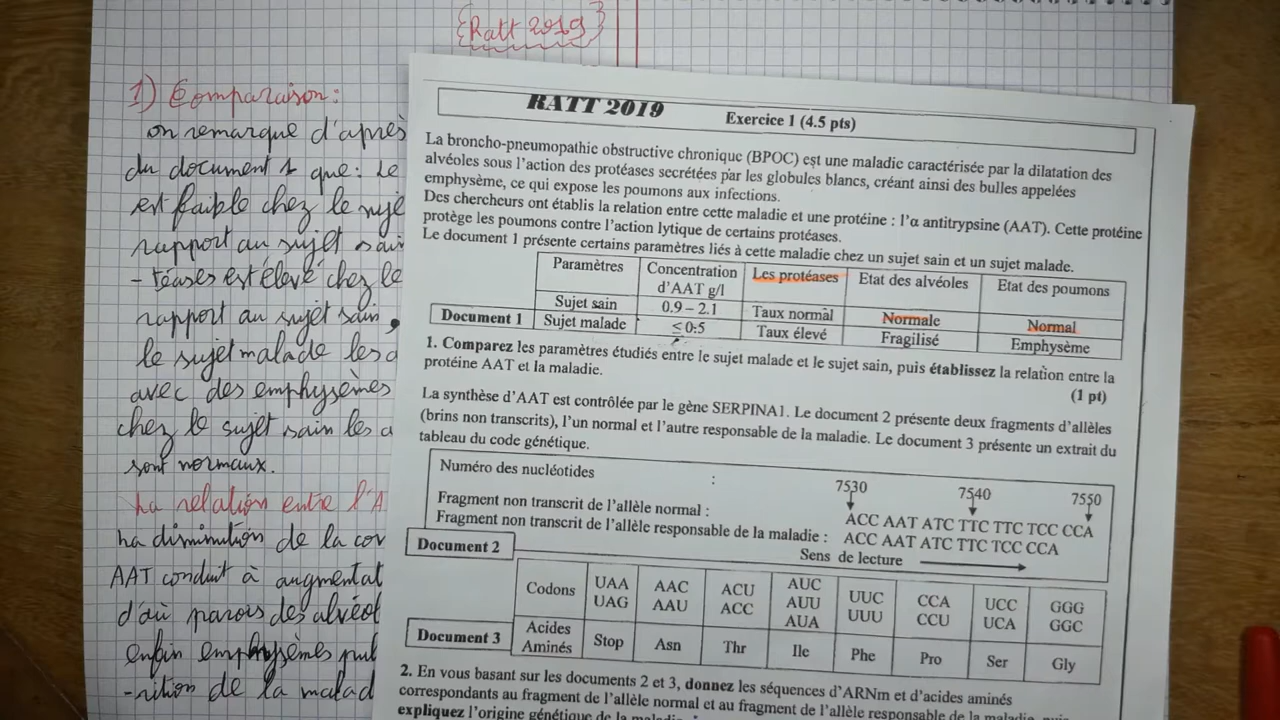 {Ratt 2019}
1) Comparaison:
on remarque d'après
du document 1 que: Le
est faible chez le suje
rapport au sujet sain
- téases est élevé chez le
rapport au sujet sain,
le sujet malade les a
avec des emphysèmes
chez le sujet sain les a
sont normaux.
La relation entre l'A
La diminution de la con
AAT conduit à augmentat
d'où parois des alvéol
enfin emphysèmes pul
-nition de la malad
RATT 2019 Exercice 1 (4.5 pts)
La broncho-pneumopathie obstructive chronique (BPOC) est une maladie caractérisée par la dilatation des
alvéoles sous l'action des protéases secrétées par les globules blancs, créant ainsi des bulles appelées
emphysème, ce qui expose les poumons aux infections.
Des chercheurs ont établis la relation entre cette maladie et une protéine : l'α antitrypsine (AAT). Cette protéine
protège les poumons contre l'action lytique de certains protéases.
Le document 1 présente certains paramètres liés à cette maladie chez un sujet sain et un sujet malade.
Paramètres Concentration d'AAT g/l Les protéases Etat des alvéoles Etat des poumons
Sujet sain 0.9 – 2.1 Taux normal Normale Normal
Document 1 Sujet malade ≤ 0.5 Taux élevé Fragilisé Emphysème
1. Comparez les paramètres étudiés entre le sujet malade et le sujet sain, puis établissez la relation entre la
protéine AAT et la maladie. (1 pt)
La synthèse d'AAT est contrôlée par le gène SERPINA1. Le document 2 présente deux fragments d'allèles
(brins non transcrits), l'un normal et l'autre responsable de la maladie. Le document 3 présente un extrait du
tableau du code génétique.
Numéro des nucléotides : 7530 7540 7550
Fragment non transcrit de l'allèle normal : ACC AAT ATC TTC TTC TCC CCA
Fragment non transcrit de l'allèle responsable de la maladie : ACC AAT ATC TTC TCC CCA
Document 2 Sens de lecture
Codons UAA UAG AAC AAU ACU ACC AUC AUU AUA UUC UUU CCA CCU UCC UCA GGG GGC
Document 3 Acides Aminés Stop Asn Thr Ile Phe Pro Ser Gly
2. En vous basant sur les documents 2 et 3, donnez les séquences d'ARNm et d'acides aminés
correspondants au fragment de l'allèle normal et au fragment de l'allèle responsable de la maladie, puis
expliquez l'origine génétique de la maladie.